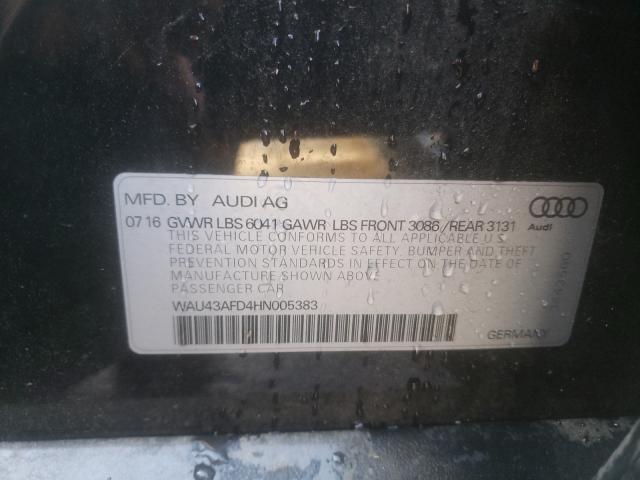 MFD. BY AUDI AG
07 16 GVWR LBS 6041 GAWR LBS FRONT 3086 / REAR 3131
Audi
THIS VEHICLE CONFORMS TO ALL APPLICABLE U.S.
FEDERAL MOTOR VEHICLE SAFETY, BUMPER AND THEFT
PREVENTION STANDARDS IN EFFECT ON THE DATE OF
MANUFACTURE SHOWN ABOVE
PASSENGER CAR
WAU43AFD4HN005383
GERMANY